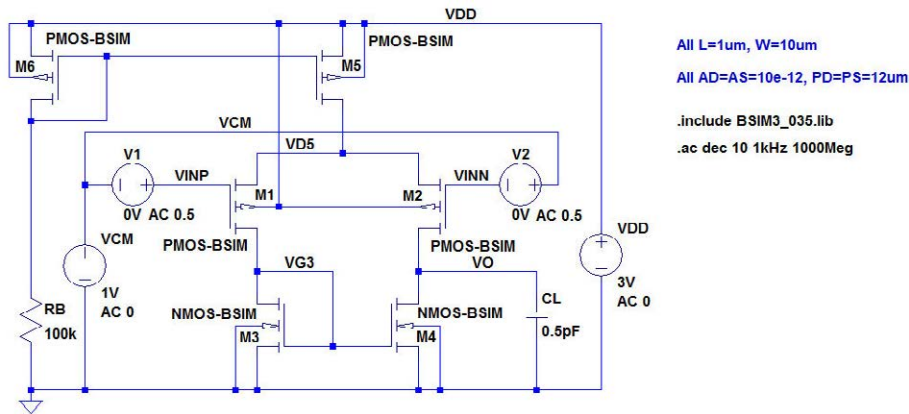 VDD
PMOS-BSIM
PMOS-BSIM
M6
M5
All L=1um, W=10um
All AD=AS=10e-12, PD=PS=12um
.include BSIM3_035.lib
.ac dec 10 1kHz 1000Meg
VCM
V1
VD5
V2
VINP
VINN
M1
M2
0V AC 0.5
0V AC 0.5
VCM
PMOS-BSIM
PMOS-BSIM
VDD
1V
AC 0
VG3
VO
3V
AC 0
RB
100k
NMOS-BSIM
NMOS-BSIM
CL
M3
M4
0.5pF